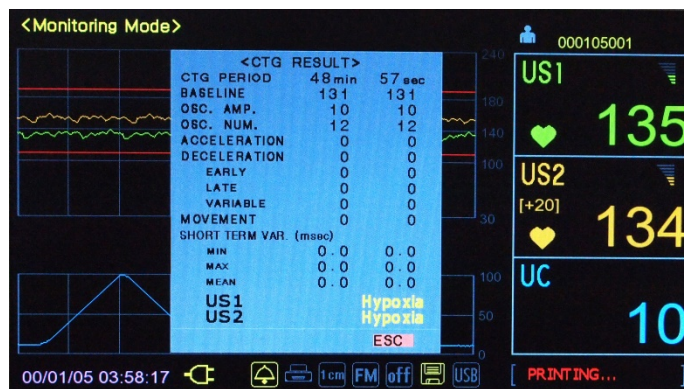 <Monitoring Mode>
000105001
<CTG RESULT>
CTG PERIOD 48min 57sec
BASELINE 131 131
OSC. AMP. 10 10
OSC. NUM. 12 12
ACCELERATION 0 0
DECELERATION 0 0
EARLY 0 0
LATE 0 0
VARIABLE 0 0
MOVEMENT 0 0
SHORT TERM VAR. (msec)
MIN 0.0 0.0
MAX 0.0 0.0
MEAN 0.0 0.0
US1 Hypoxia
US2 Hypoxia
ESC
240
180
140
100
30
100
50
0
US1
135
US2
[+20]
134
UC
10
00/01/05 03:58:17
1cm
FM
off
USB
[ PRINTING... ]